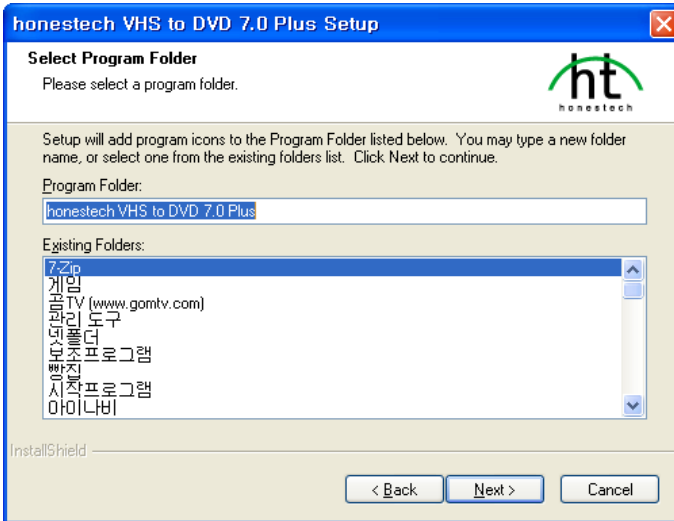 honestech VHS to DVD 7.0 Plus Setup
Select Program Folder
Please select a program folder.
ht
honestech
Setup will add program icons to the Program Folder listed below. You may type a new folder
name, or select one from the existing folders list. Click Next to continue.
Program Folder:
honestech VHS to DVD 7.0 Plus
Existing Folders:
7-Zip
게임
곰TV (www.gomtv.com)
관리 도구
넷폴더
보조프로그램
빵집
시작프로그램
아이나비
InstallShield
< Back
Next >
Cancel